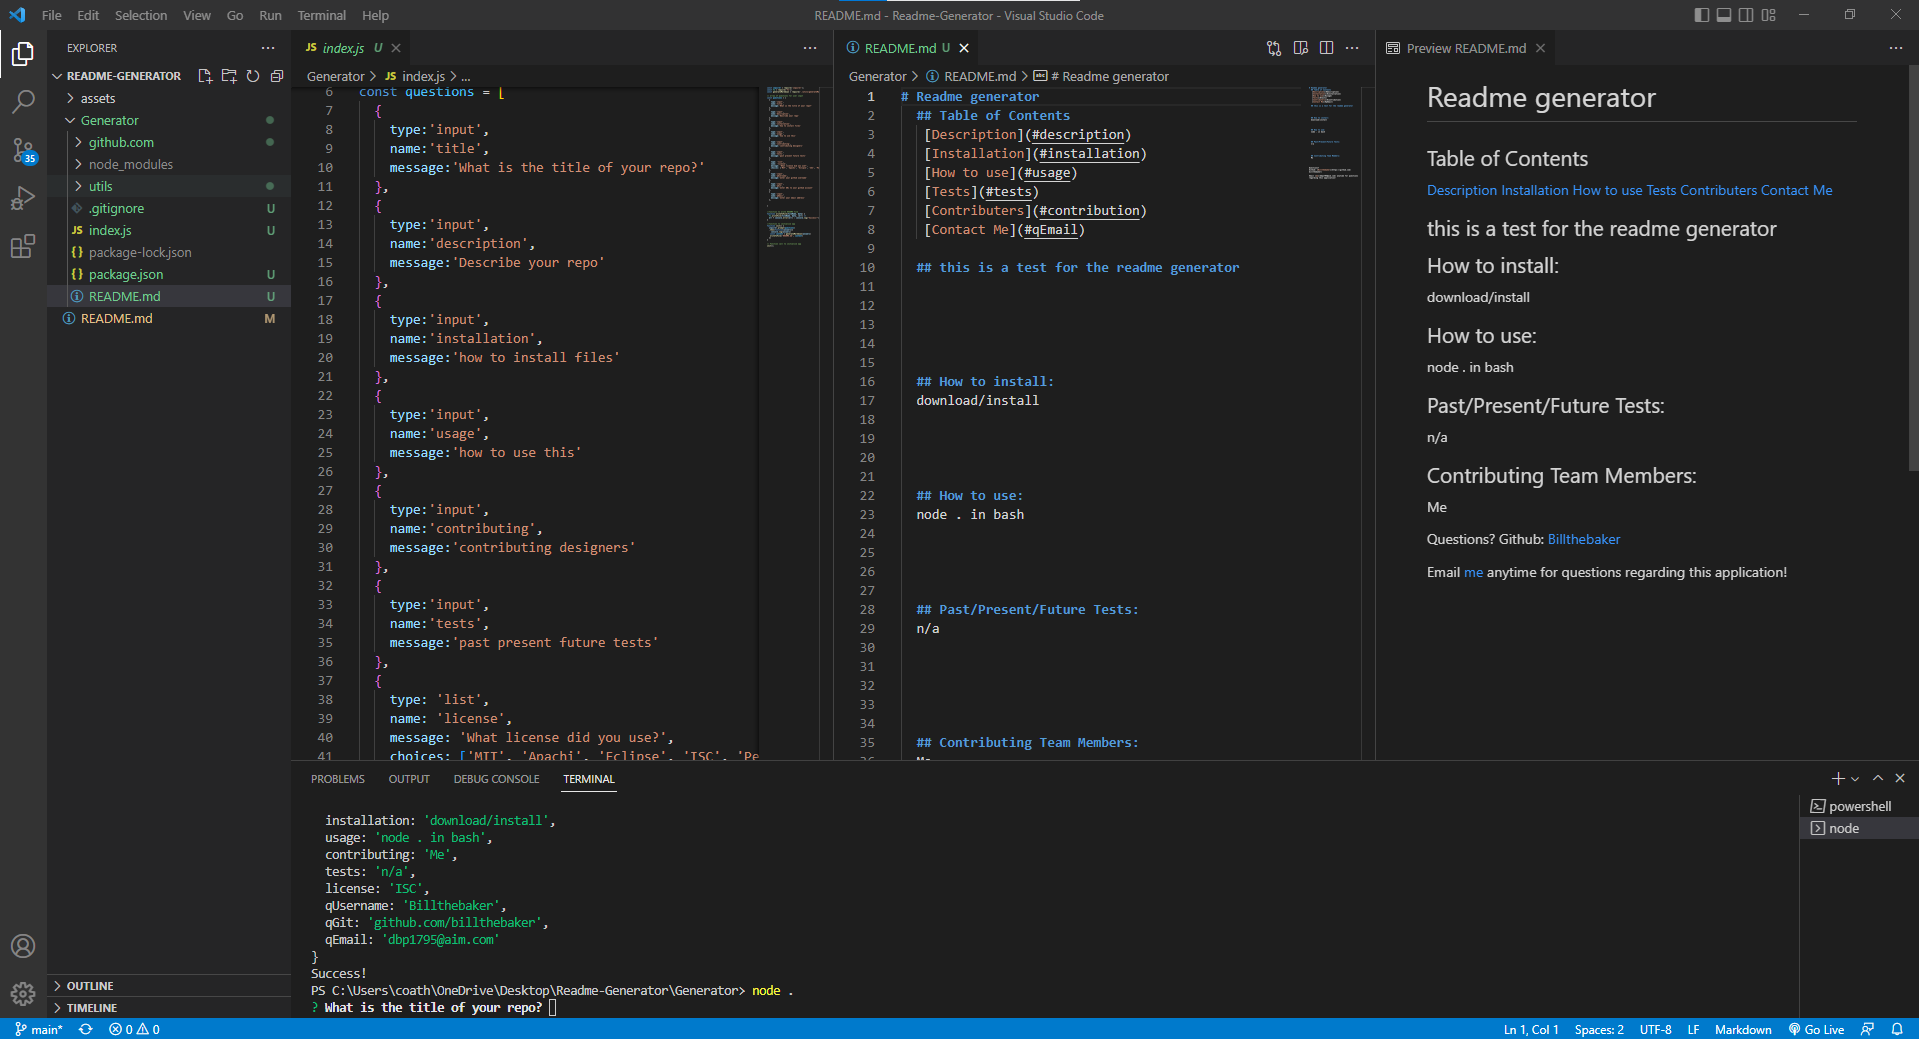 File Edit Selection View Go Run Terminal Help
README.md - Readme-Generator - Visual Studio Code
EXPLORER
README-GENERATOR
assets
Generator
github.com
node_modules
utils
.gitignore U
JS index.js U
package-lock.json
{} package.json U
README.md U
README.md M
OUTLINE
TIMELINE
35
JS index.js U
Generator > JS index.js > ...
6 const questions = [
7 {
8 type:'input',
9 name:'title',
10 message:'What is the title of your repo?'
11 },
12 {
13 type:'input',
14 name:'description',
15 message:'Describe your repo'
16 },
17 {
18 type:'input',
19 name:'installation',
20 message:'how to install files'
21 },
22 {
23 type:'input',
24 name:'usage',
25 message:'how to use this'
26 },
27 {
28 type:'input',
29 name:'contributing',
30 message:'contributing designers'
31 },
32 {
33 type:'input',
34 name:'tests',
35 message:'past present future tests'
36 },
37 {
38 type: 'list',
39 name: 'license',
40 message: 'What license did you use?',
41 choices: ['MIT', 'Apachi', 'Eclipse', 'ISC', 'Pe
README.md U
Generator > README.md > # Readme generator
1 # Readme generator
2 ## Table of Contents
3 [Description](#description)
4 [Installation](#installation)
5 [How to use](#usage)
6 [Tests](#tests)
7 [Contributers](#contribution)
8 [Contact Me](#qEmail)
9
10 ## this is a test for the readme generator
11
12
13
14
15
16 ## How to install:
17 download/install
18
19
20
21
22 ## How to use:
23 node . in bash
24
25
26
27
28 ## Past/Present/Future Tests:
29 n/a
30
31
32
33
34
35 ## Contributing Team Members:
36 Me
Preview README.md
Readme generator
Table of Contents
Description Installation How to use Tests Contributers Contact Me
this is a test for the readme generator
How to install:
download/install
How to use:
node . in bash
Past/Present/Future Tests:
n/a
Contributing Team Members:
Me
Questions? Github: Billthebaker
Email me anytime for questions regarding this application!
PROBLEMS OUTPUT DEBUG CONSOLE TERMINAL
installation: 'download/install',
usage: 'node . in bash',
contributing: 'Me',
tests: 'n/a',
license: 'ISC',
qUsername: 'Billthebaker',
qGit: 'github.com/billthebaker',
qEmail: 'dbp1795@aim.com'
}
Success!
PS C:\Users\coath\OneDrive\Desktop\Readme-Generator\Generator> node .
? What is the title of your repo?
powershell
node
main* 0 0
Ln 1, Col 1 Spaces: 2 UTF-8 LF Markdown Go Live